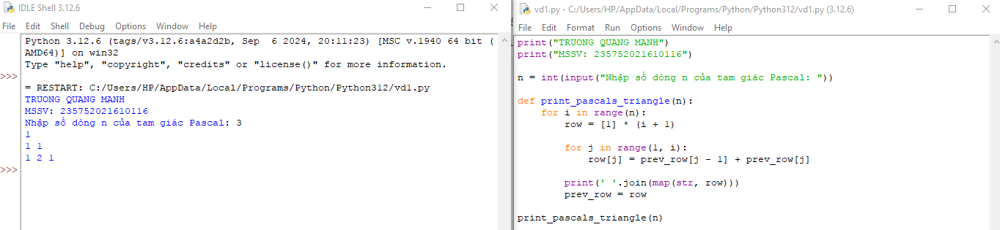 IDLE Shell 3.12.6
File Edit Shell Debug Options Window Help
Python 3.12.6 (tags/v3.12.6:a4a2d2b, Sep  6 2024, 20:11:23) [MSC v.1940 64 bit (
AMD64)] on win32
Type "help", "copyright", "credits" or "license()" for more information.
>>>
= RESTART: C:/Users/HP/AppData/Local/Programs/Python/Python312/vd1.py
TRUONG QUANG MANH
MSSV: 235752021610116
Nhập số dòng n của tam giác Pascal: 3
1
1 1
1 2 1
>>>
vd1.py - C:/Users/HP/AppData/Local/Programs/Python/Python312/vd1.py (3.12.6)
File Edit Format Run Options Window Help
print("TRUONG QUANG MANH")
print("MSSV: 235752021610116")
n = int(input("Nhập số dòng n của tam giác Pascal: "))
def print_pascals_triangle(n):
    for i in range(n):
        row = [1] * (i + 1)
        for j in range(1, i):
            row[j] = prev_row[j - 1] + prev_row[j]
        print(' '.join(map(str, row)))
        prev_row = row
print_pascals_triangle(n)